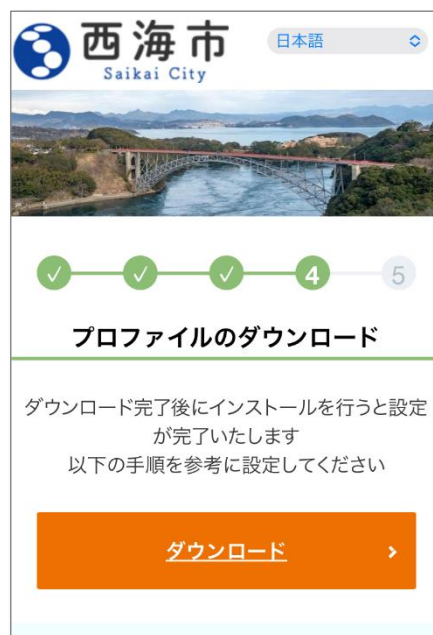 西海市
Saikai City
日本語
4
5
プロファイルのダウンロード
ダウンロード完了後にインストールを行うと設定
が完了いたします
以下の手順を参考に設定してください
ダウンロード